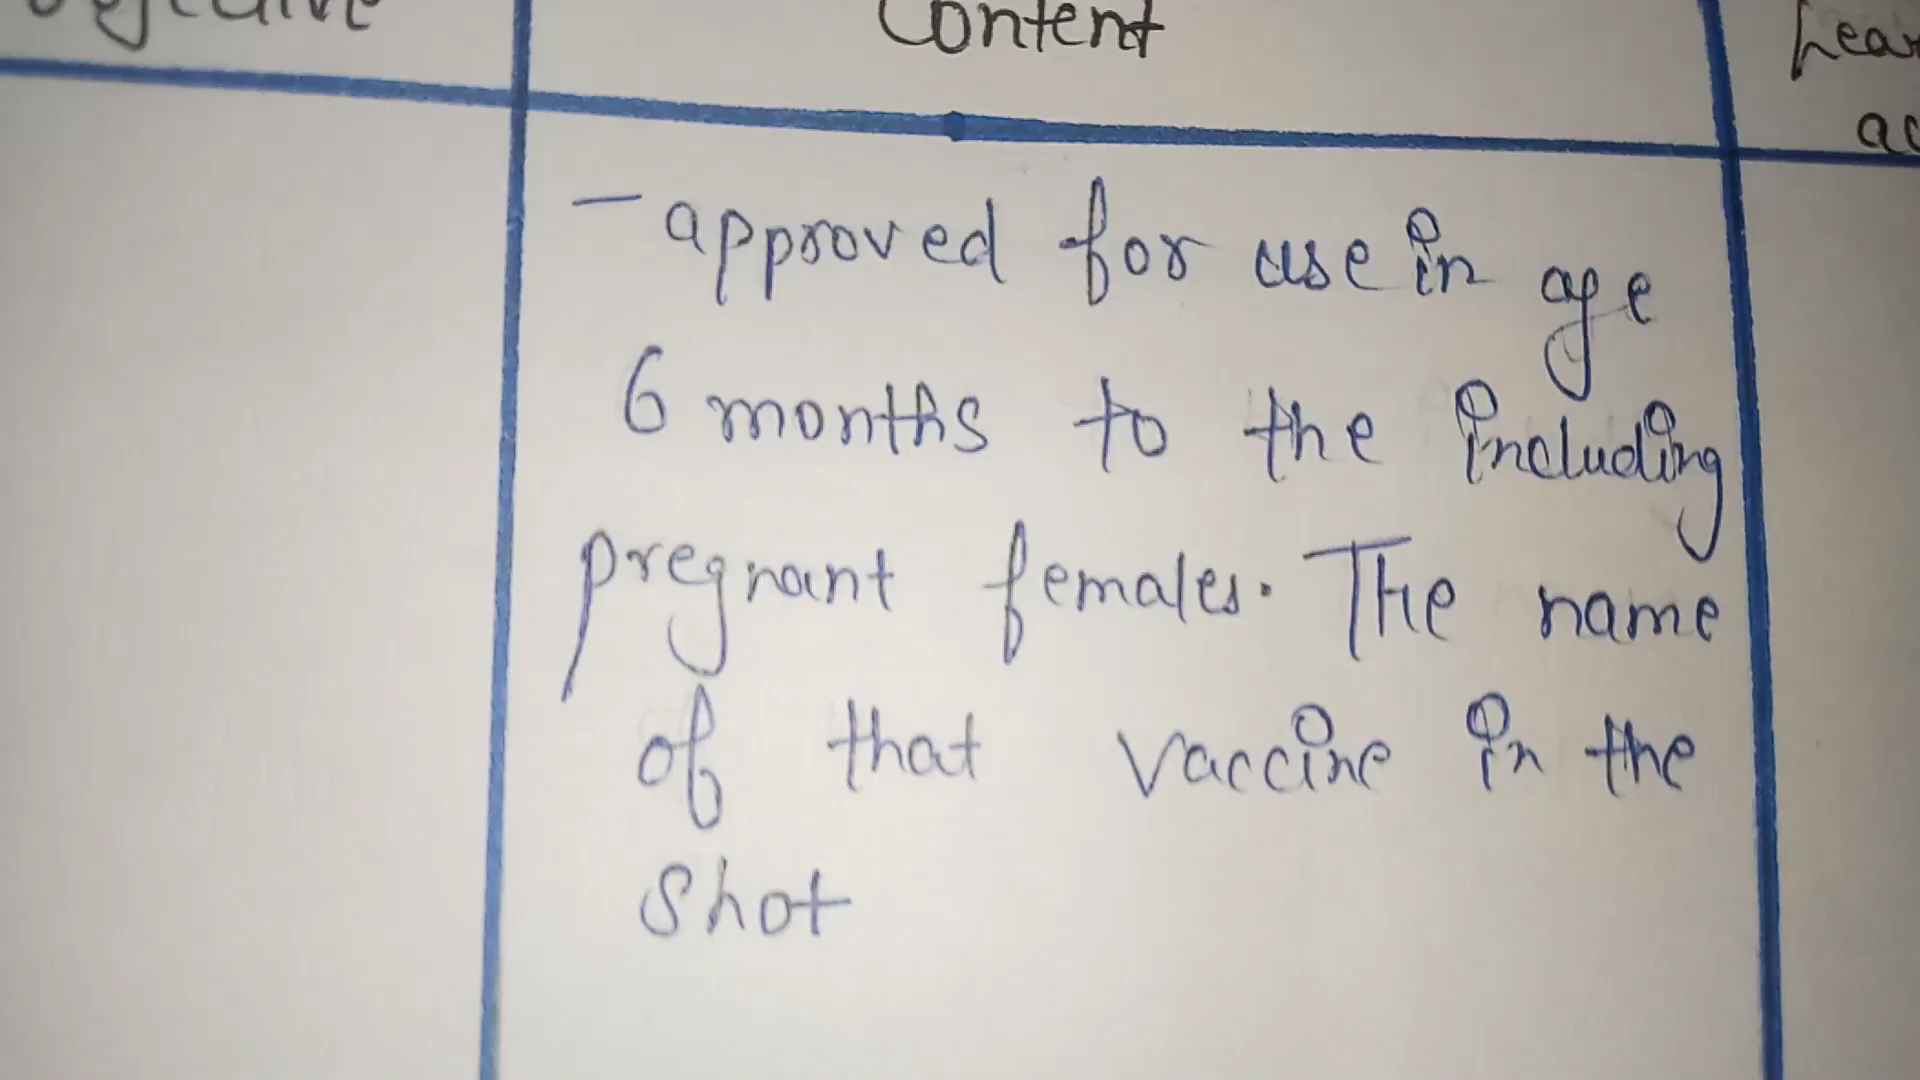 Content
- approved for use in age
6 months to the including
pregnant females. The name
of that vaccine in the
shot